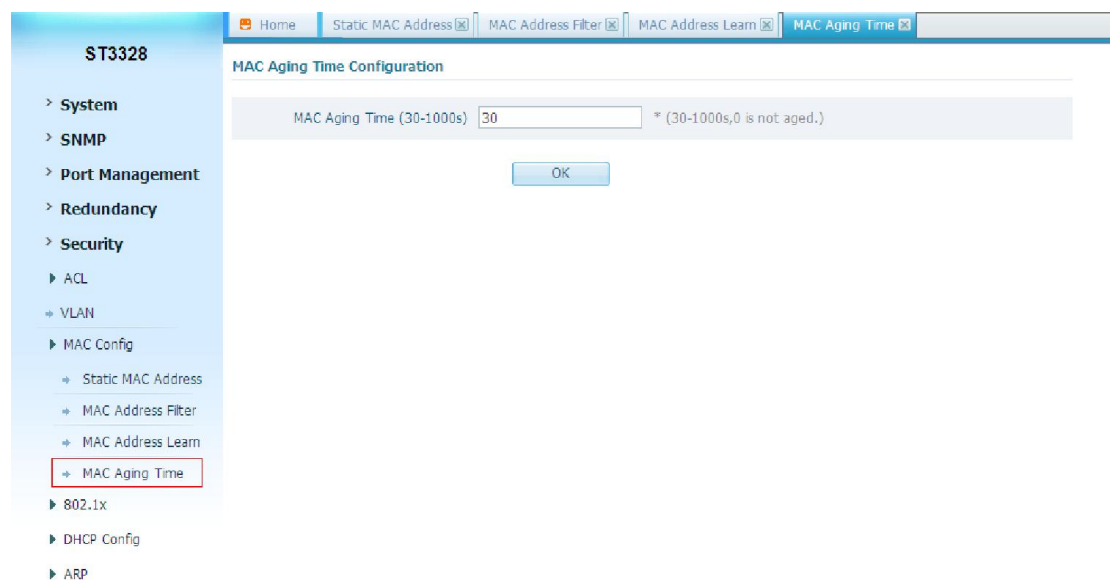 Home
Static MAC Address
MAC Address Filter
MAC Address Learn
MAC Aging Time
ST3328
MAC Aging Time Configuration
MAC Aging Time (30-1000s) 30 * (30-1000s,0 is not aged.)
OK
System
SNMP
Port Management
Redundancy
Security
ACL
VLAN
MAC Config
Static MAC Address
MAC Address Filter
MAC Address Learn
MAC Aging Time
802.1x
DHCP Config
ARP